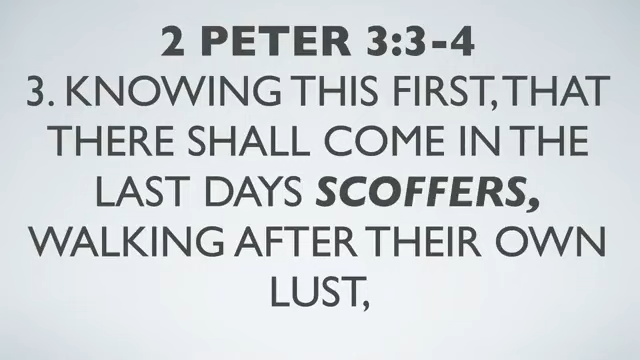 2 PETER 3:3-4
3. KNOWING THIS FIRST, THAT
THERE SHALL COME IN THE
LAST DAYS SCOFFERS,
WALKING AFTER THEIR OWN
LUST,